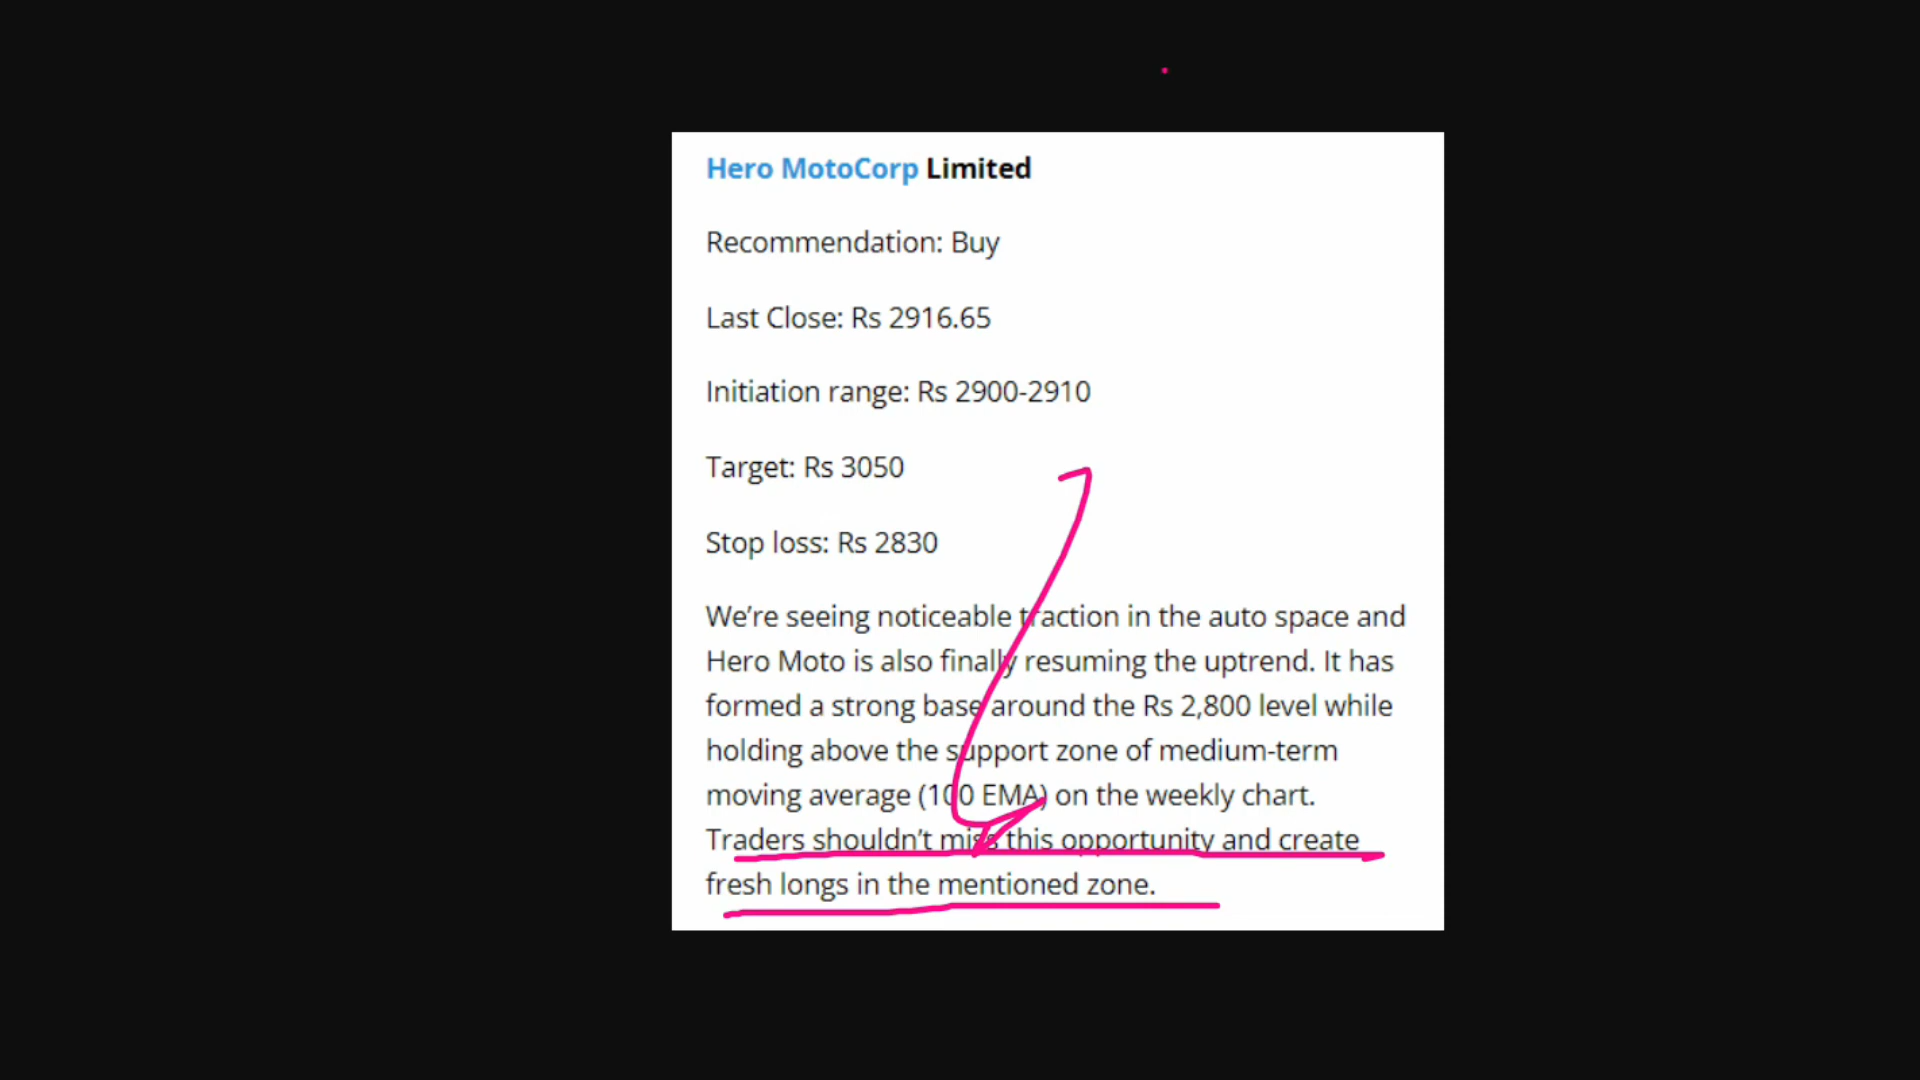 Hero MotoCorp Limited
Recommendation: Buy
Last Close: Rs 2916.65
Initiation range: Rs 2900-2910
Target: Rs 3050
Stop loss: Rs 2830
We’re seeing noticeable traction in the auto space and
Hero Moto is also finally resuming the uptrend. It has
formed a strong base around the Rs 2,800 level while
holding above the support zone of medium-term
moving average (100 EMA) on the weekly chart.
Traders shouldn’t miss this opportunity and create
fresh longs in the mentioned zone.